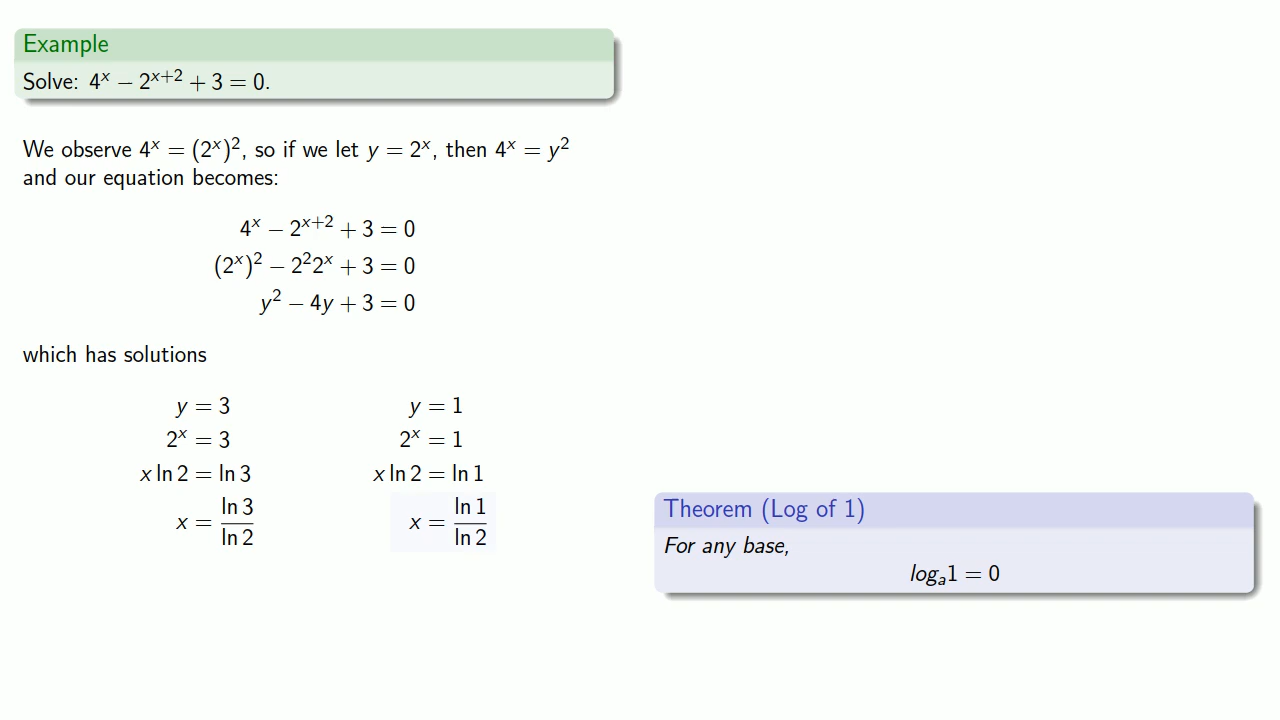 Example
Solve: 4^x − 2^{x+2} + 3 = 0.
We observe 4^x = (2^x)^2, so if we let y = 2^x, then 4^x = y^2
and our equation becomes:
4^x − 2^{x+2} + 3 = 0
(2^x)^2 − 2^2 2^x + 3 = 0
y^2 − 4y + 3 = 0
which has solutions
y = 3
2^x = 3
x ln 2 = ln 3
x = ln 3 / ln 2
y = 1
2^x = 1
x ln 2 = ln 1
x = ln 1 / ln 2
Theorem (Log of 1)
For any base,
log_a 1 = 0